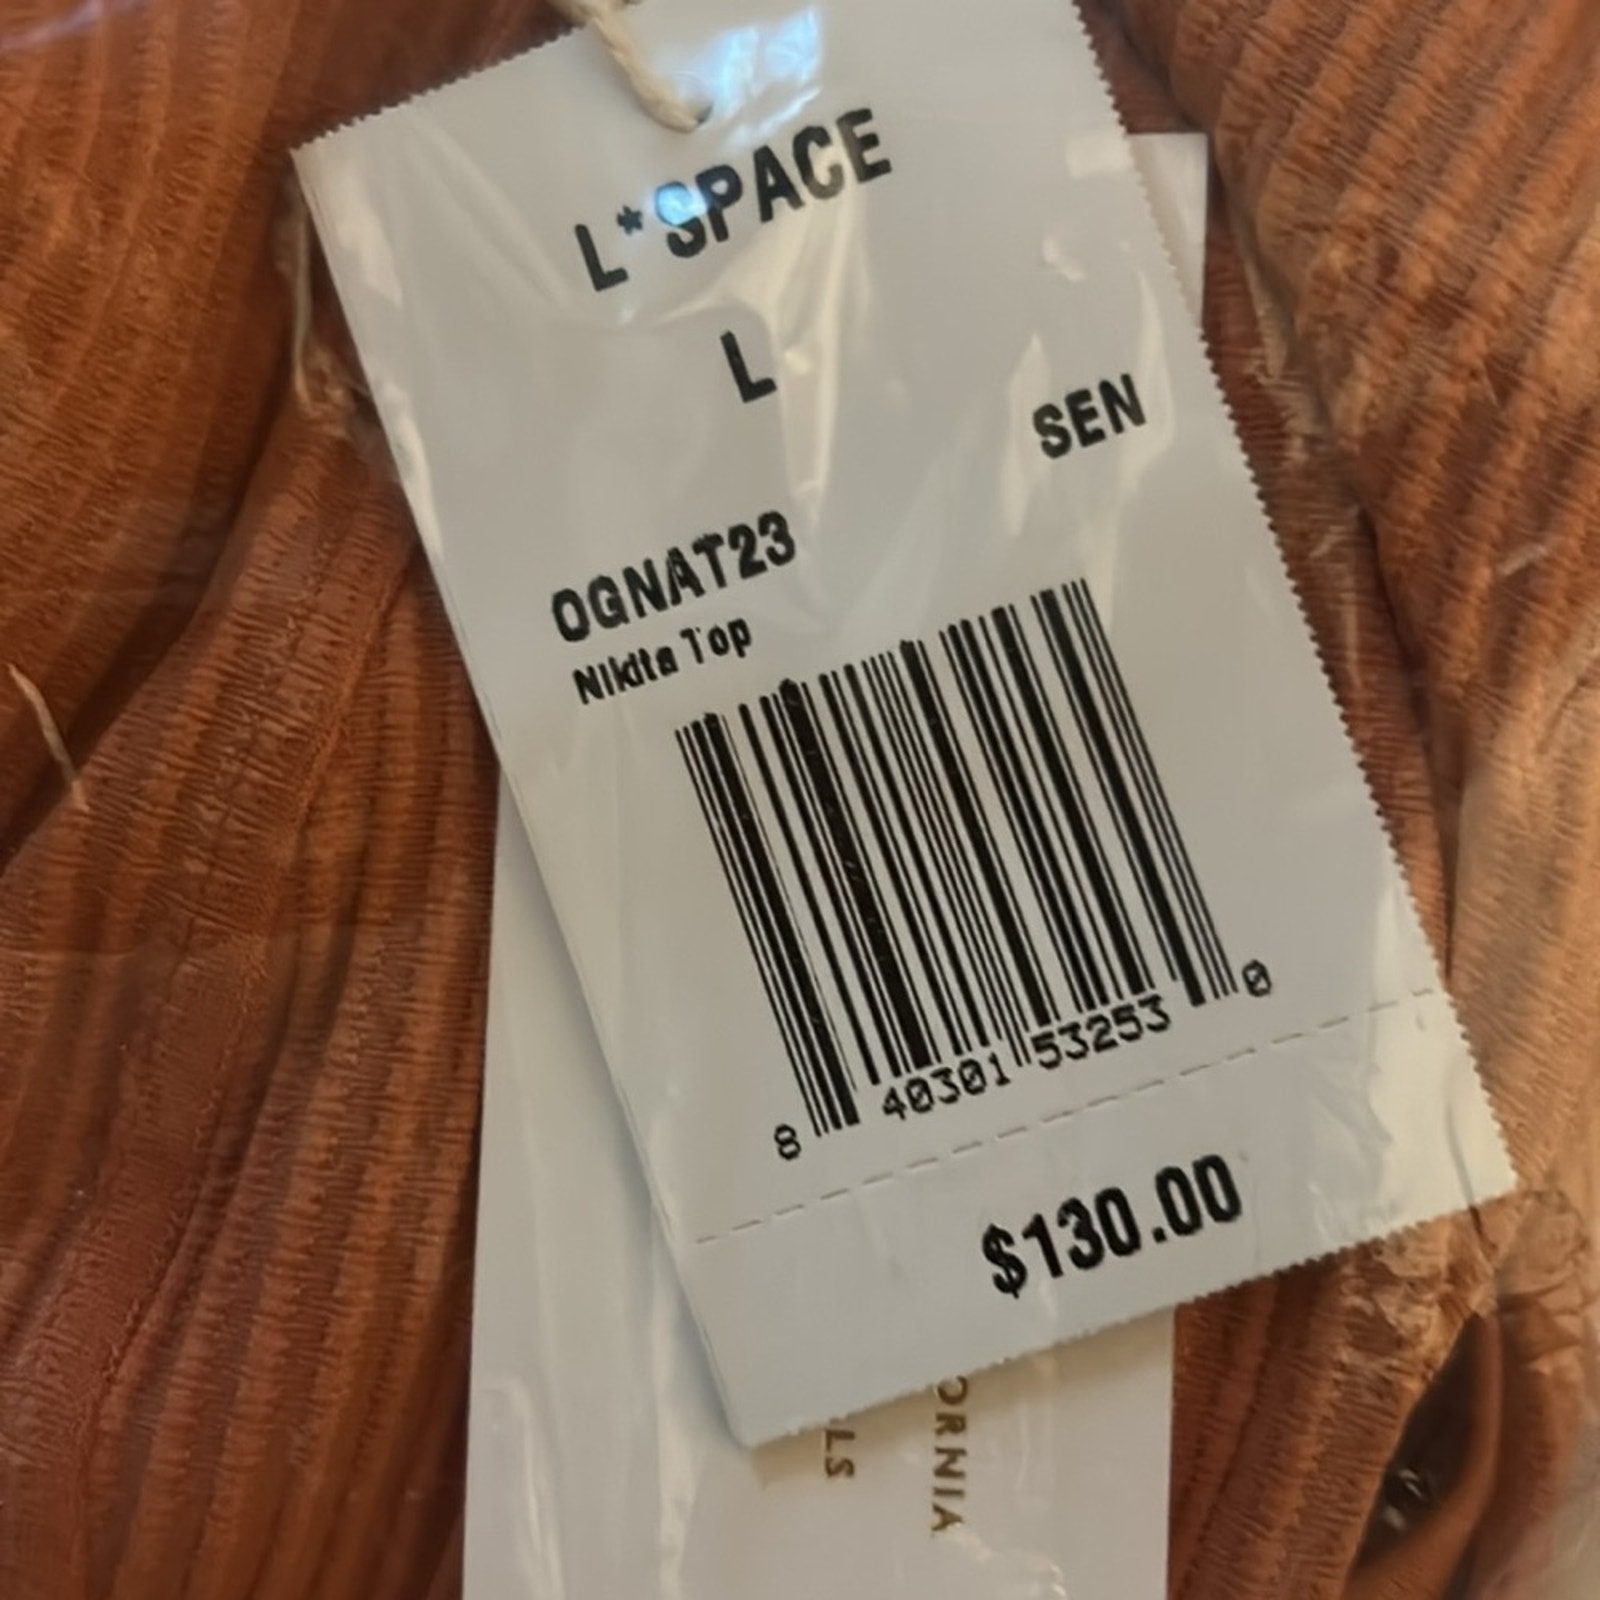 L*SPACE
L
SEN
OGNAT23
Nikita Top
8 40301 53253 0
$130.00
ORNIA
LS